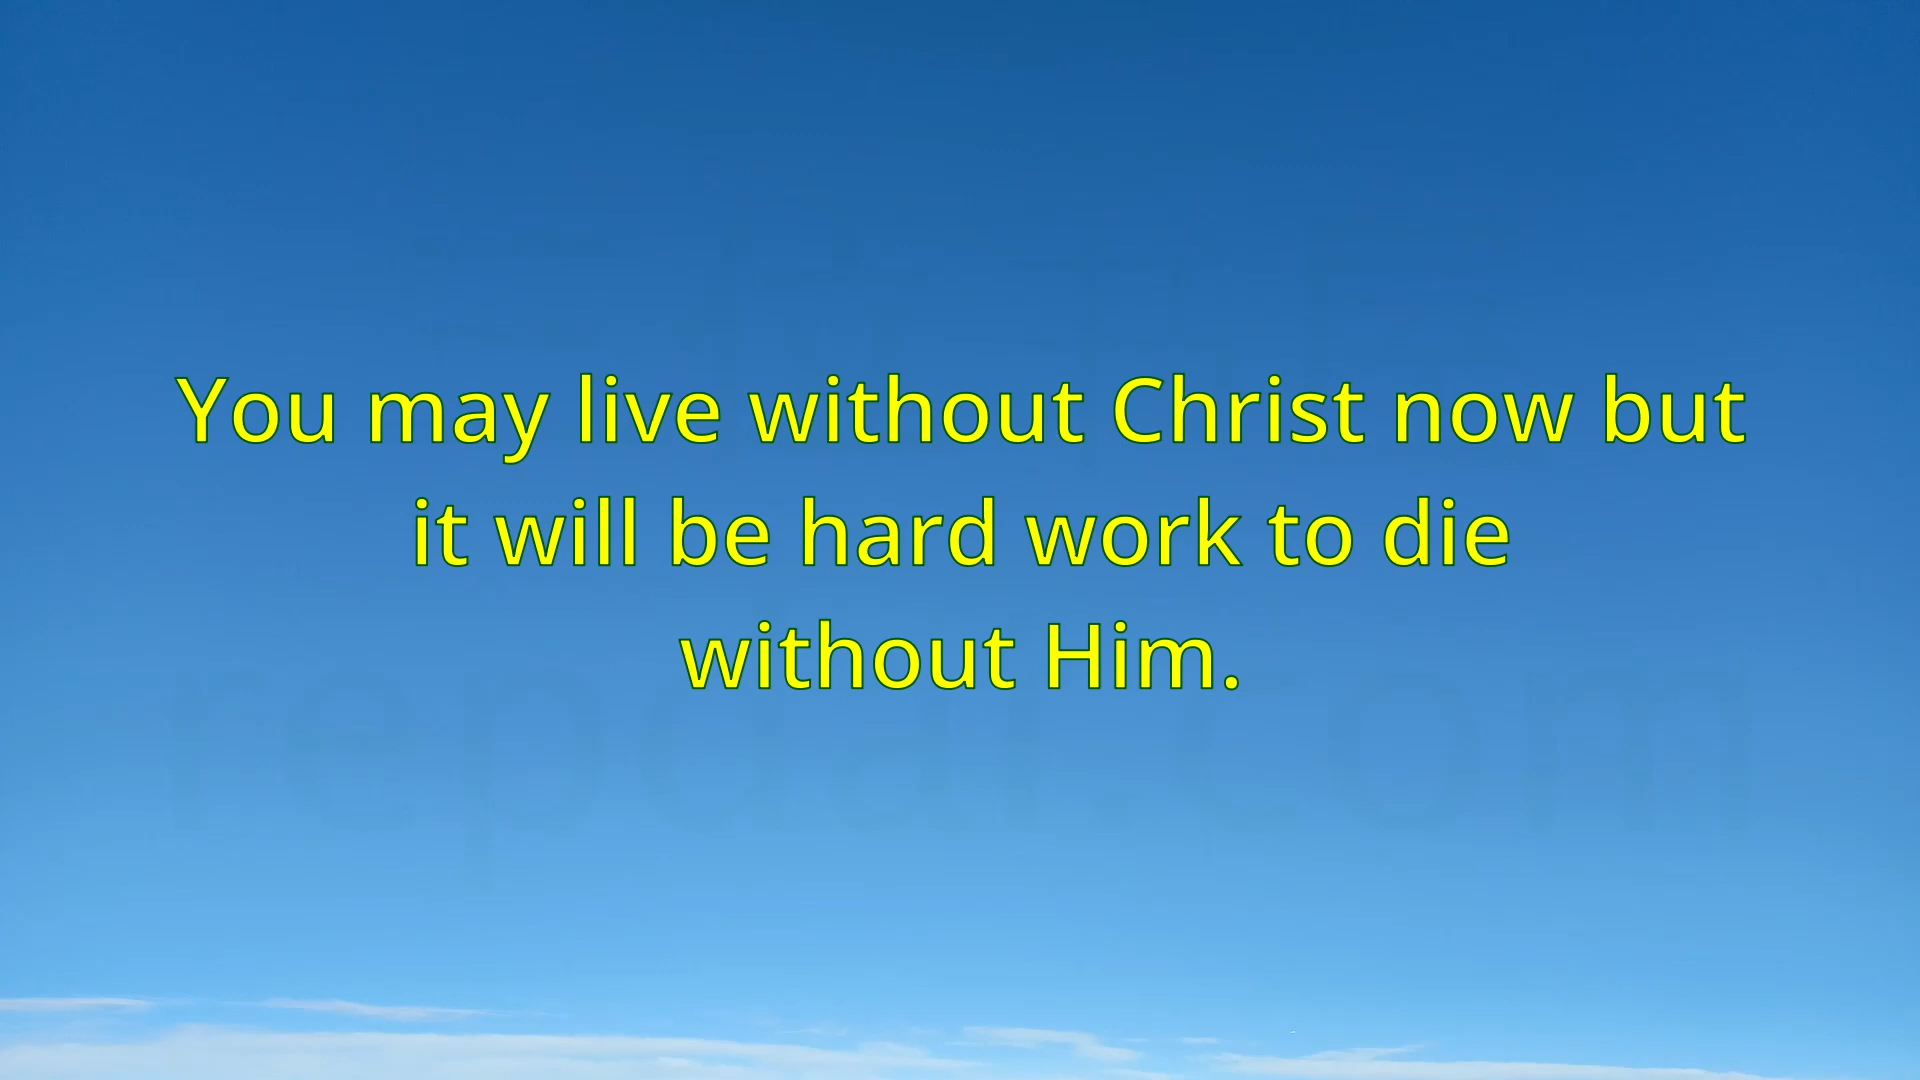 You may live without Christ now but
it will be hard work to die
without Him.